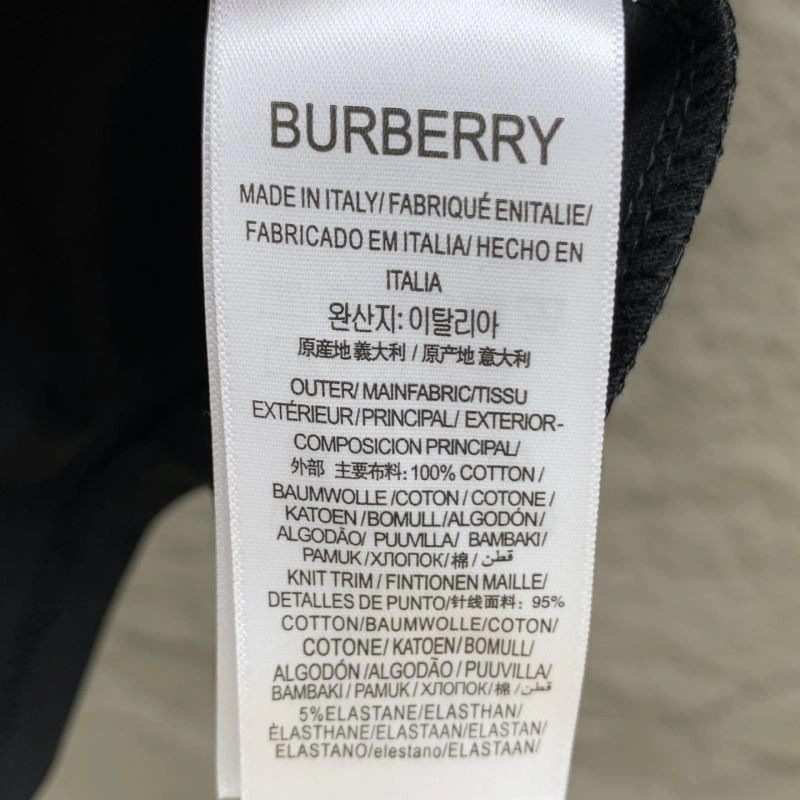 BURBERRY
MADE IN ITALY/ FABRIQUÉ ENITALIE/
FABRICADO EM ITALIA/ HECHO EN
ITALIA
완산지: 이탈리아
原産地 義大利 / 原产地 意大利
OUTER/ MAINFABRIC/TISSU
EXTÉRIEUR/PRINCIPAL/ EXTERIOR-
COMPOSICION PRINCIPAL/
外部 主要布料: 100% COTTON /
BAUMWOLLE /COTON / COTONE /
KATOEN /BOMULL/ALGODÓN/
ALGODÃO/ PUUVILLA/ BAMBAKI/
PAMUK /ХЛОПОК/棉 / قطن /
KNIT TRIM / FINTIONEN MAILLE/
DETALLES DE PUNTO/针线面料: 95%
COTTON/BAUMWOLLE/COTON/
COTONE/ KATOEN/BOMULL/
ALGODÓN /ALGODÃO / PUUVILLA/
BAMBAKI / PAMUK / ХЛОПОК/棉 / قطن/
5%ELASTANE/ELASTHAN/
ÈLASTHANE/ELASTAAN/ELASTAN/
ELASTANO/elestano/ELASTAAN/